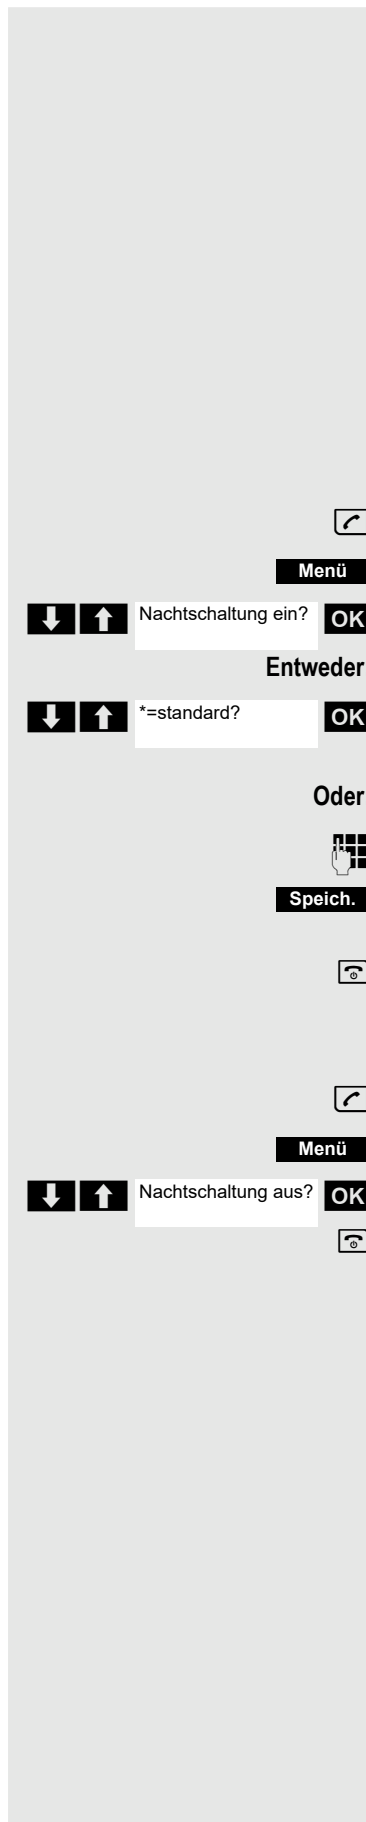 Menü
Nachtschaltung ein? OK
Entweder
*=standard? OK
Oder
Speich.
Menü
Nachtschaltung aus? OK